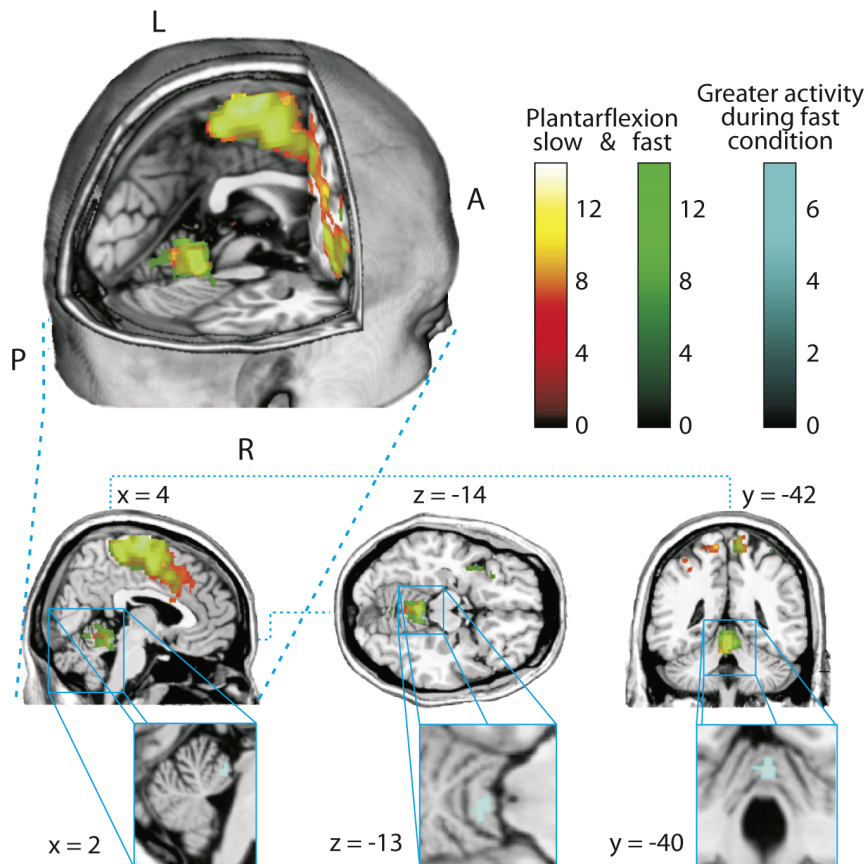 L
A
P
R
Plantarflexion
slow & fast
Greater activity
during fast
condition
12
8
4
0
12
8
4
0
6
4
2
0
x = 4
z = -14
y = -42
x = 2
z = -13
y = -40